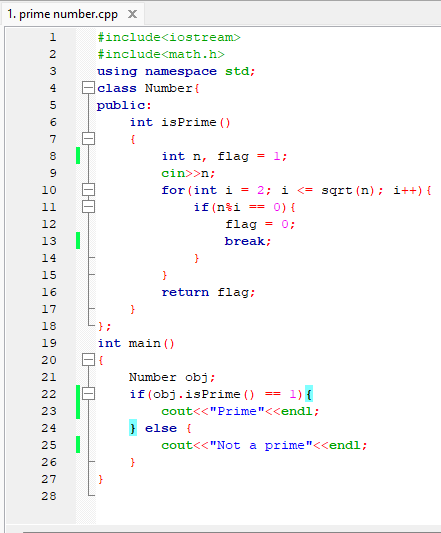 1. prime number.cpp
1 #include<iostream>
2 #include<math.h>
3 using namespace std;
4 class Number{
5 public:
6     int isPrime()
7     {
8         int n, flag = 1;
9         cin>>n;
10         for(int i = 2; i <= sqrt(n); i++){
11             if(n%i == 0){
12                 flag = 0;
13                 break;
14             }
15         }
16         return flag;
17     }
18 };
19 int main()
20 {
21     Number obj;
22     if(obj.isPrime() == 1){
23         cout<<"Prime"<<endl;
24     } else {
25         cout<<"Not a prime"<<endl;
26     }
27 }
28